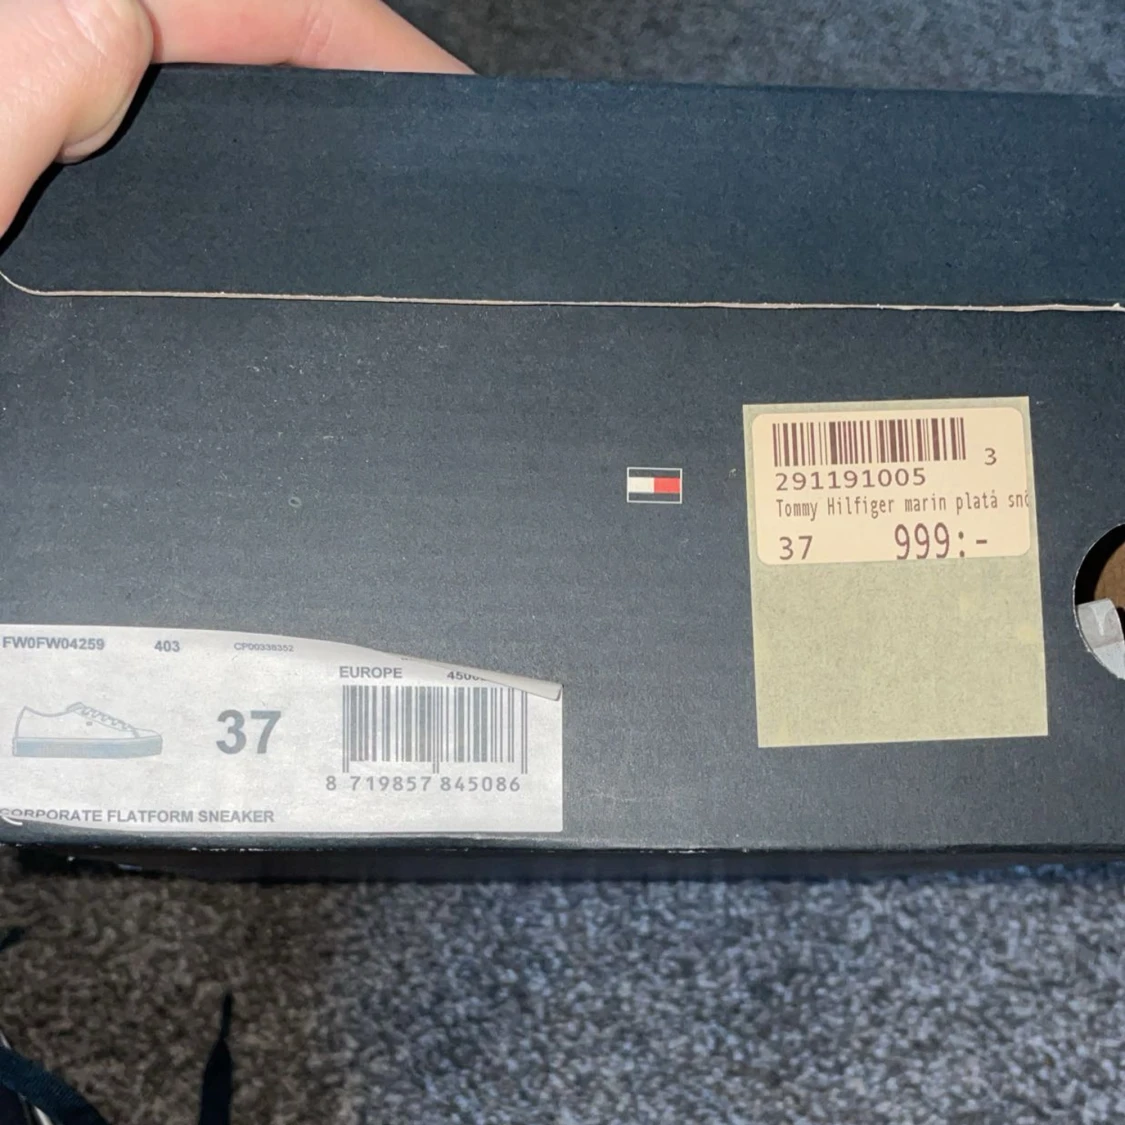 3
291191005
Tommy Hilfiger marin platå
37 999:-
FW0FW04259 403 CP00338352
EUROPE
37
8 719857 845086
CORPORATE FLATFORM SNEAKER